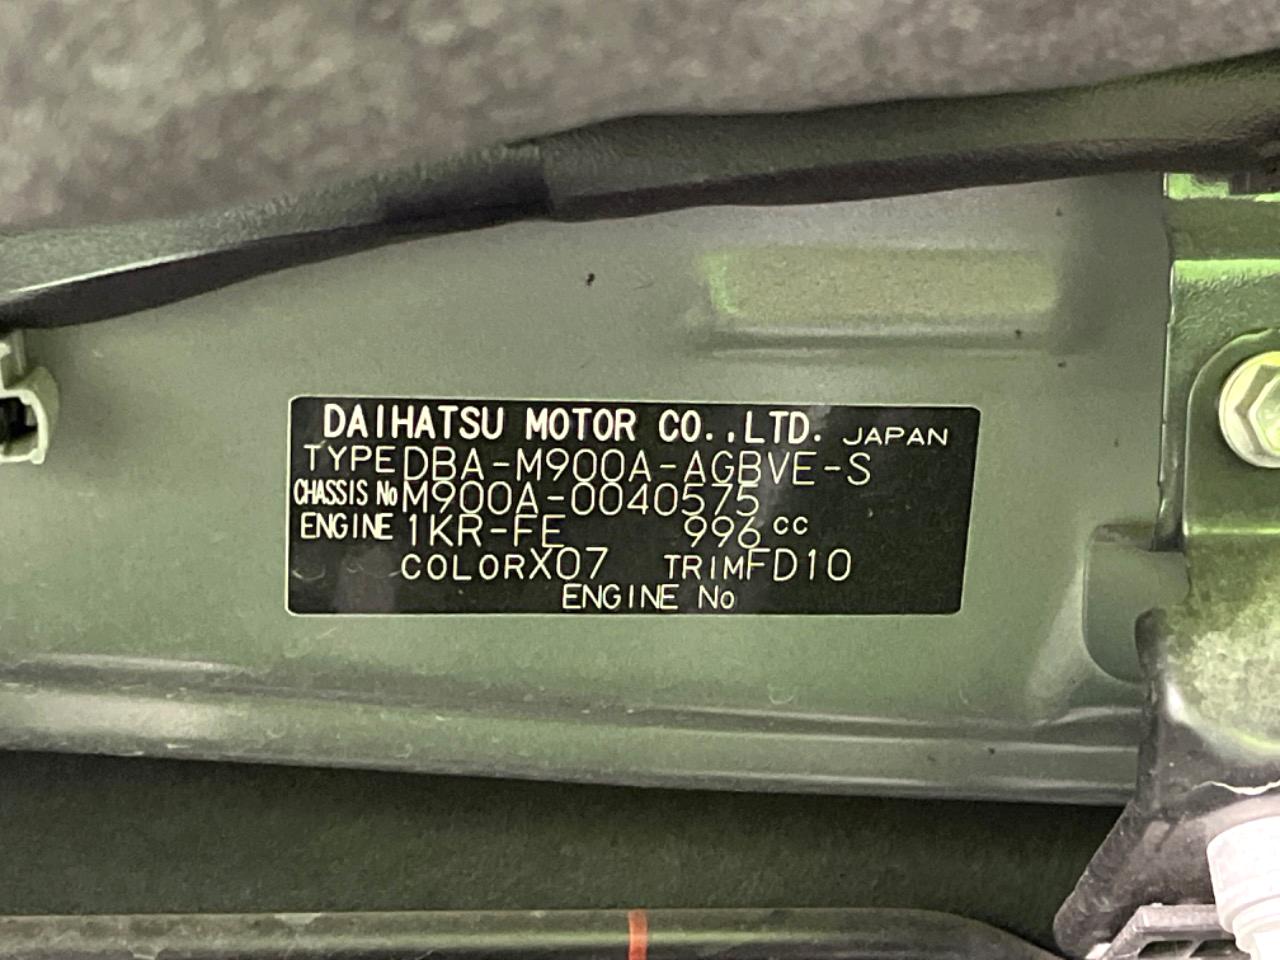 DAIHATSU MOTOR CO.,LTD. JAPAN
TYPE DBA-M900A-AGBVE-S
CHASSIS No M900A-0040575
ENGINE 1KR-FE 996 cc
COLOR X07 TRIM FD10
ENGINE No